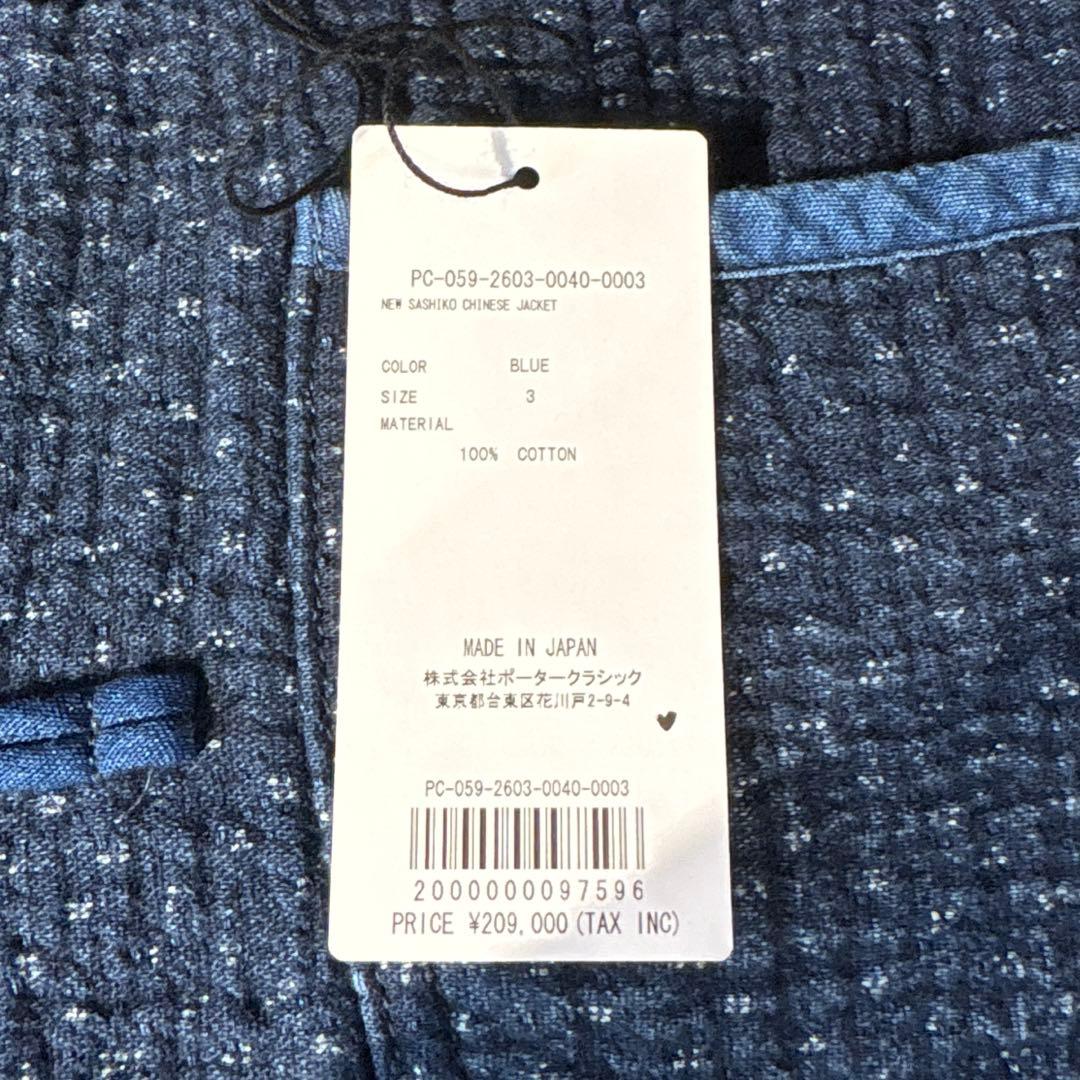 PC-059-2603-0040-0003
NEW SASHIKO CHINESE JACKET
COLOR BLUE
SIZE 3
MATERIAL
100% COTTON
MADE IN JAPAN
株式会社ポータークラシック
東京都台東区花川戸2-9-4
PC-059-2603-0040-0003
2000000097596
PRICE ¥209,000(TAX INC)